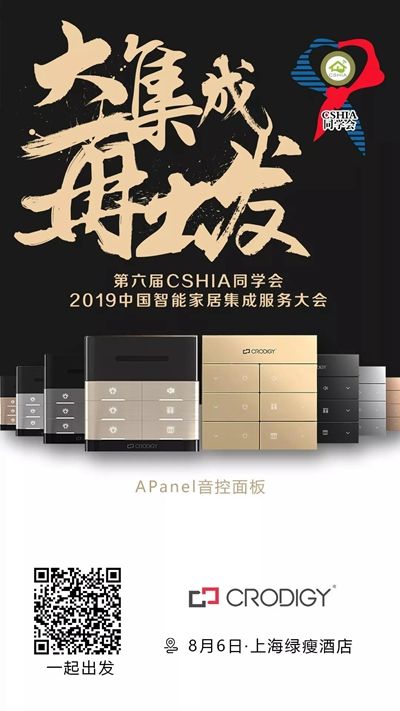 大集成
再出发
CSHIA
CSHIA
同学会
第六届CSHIA同学会
2019中国智能家居集成服务大会
CRODIGY
CRODIGY
APanel音控面板
CRODIGY®
一起出发
8月6日·上海绿瘦酒店